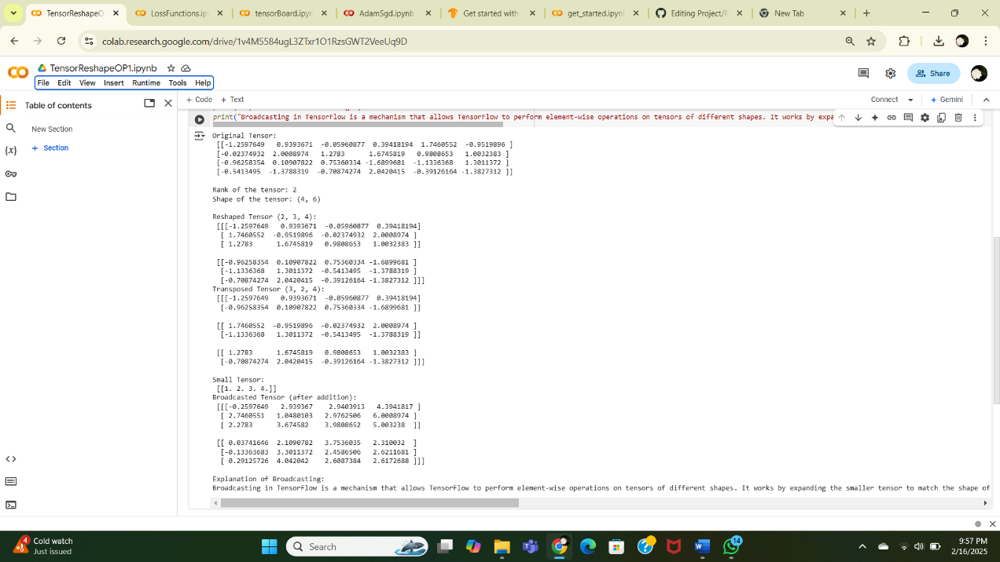 TensorReshapeO
LossFunctions.ip
tensorBoard.ipyn
AdamSgd.ipynb
Get started with
get_started.ipyni
Editing Project/F
New Tab
colab.research.google.com/drive/1v4M5584ugL3ZTxr1O1RzsGWT2VeeUq9D
TensorReshapeOP1.ipynb
File Edit View Insert Runtime Tools Help
Share
Table of contents
+ Code + Text
Connect
Gemini
New Section
+ Section
print("Broadcasting in TensorFlow is a mechanism that allows TensorFlow to perform element-wise operations on tensors of different shapes. It works by expa
Original Tensor:
[[-1.2597649 0.9393671 -0.05960877 0.39418194 1.7460552 -0.9519896 ]
[-0.02374932 2.0008974 1.2783 1.6745819 0.9808653 1.0032383 ]
[-0.96258354 0.10907822 0.75360334 -1.6899681 -1.1336368 1.3011372 ]
[-0.5413495 -1.3788319 -0.70874274 2.0420415 -0.39126164 -1.3827312 ]]
Rank of the tensor: 2
Shape of the tensor: (4, 6)
Reshaped Tensor (2, 3, 4):
[[[-1.2597649 0.9393671 -0.05960877 0.39418194]
[ 1.7460552 -0.9519896 -0.02374932 2.0008974 ]
[ 1.2783 1.6745819 0.9808653 1.0032383 ]]
[[-0.96258354 0.10907822 0.75360334 -1.6899681 ]
[-1.1336368 1.3011372 -0.5413495 -1.3788319 ]
[-0.70874274 2.0420415 -0.39126164 -1.3827312 ]]]
Transposed Tensor (3, 2, 4):
[[[-1.2597649 0.9393671 -0.05960877 0.39418194]
[-0.96258354 0.10907822 0.75360334 -1.6899681 ]]
[[ 1.7460552 -0.9519896 -0.02374932 2.0008974 ]
[-1.1336368 1.3011372 -0.5413495 -1.3788319 ]]
[[ 1.2783 1.6745819 0.9808653 1.0032383 ]
[-0.70874274 2.0420415 -0.39126164 -1.3827312 ]]]
Small Tensor:
[[1. 2. 3. 4.]]
Broadcasted Tensor (after addition):
[[[-0.2597649 2.939367 2.9403913 4.3941817 ]
[ 2.7460551 1.0480103 2.9762506 6.0008974 ]
[ 2.2783 3.674582 3.9808652 5.003238 ]]
[[ 0.03741646 2.1090782 3.7536035 2.310032 ]
[-0.13363683 3.3011372 2.4586506 2.6211681 ]
[ 0.29125726 4.042042 2.6087384 2.6172688 ]]]
Explanation of Broadcasting:
Broadcasting in TensorFlow is a mechanism that allows TensorFlow to perform element-wise operations on tensors of different shapes. It works by expanding the smaller tensor to match the shape of
4
Cold watch
Just issued
Search
14
9:57 PM
2/16/2025